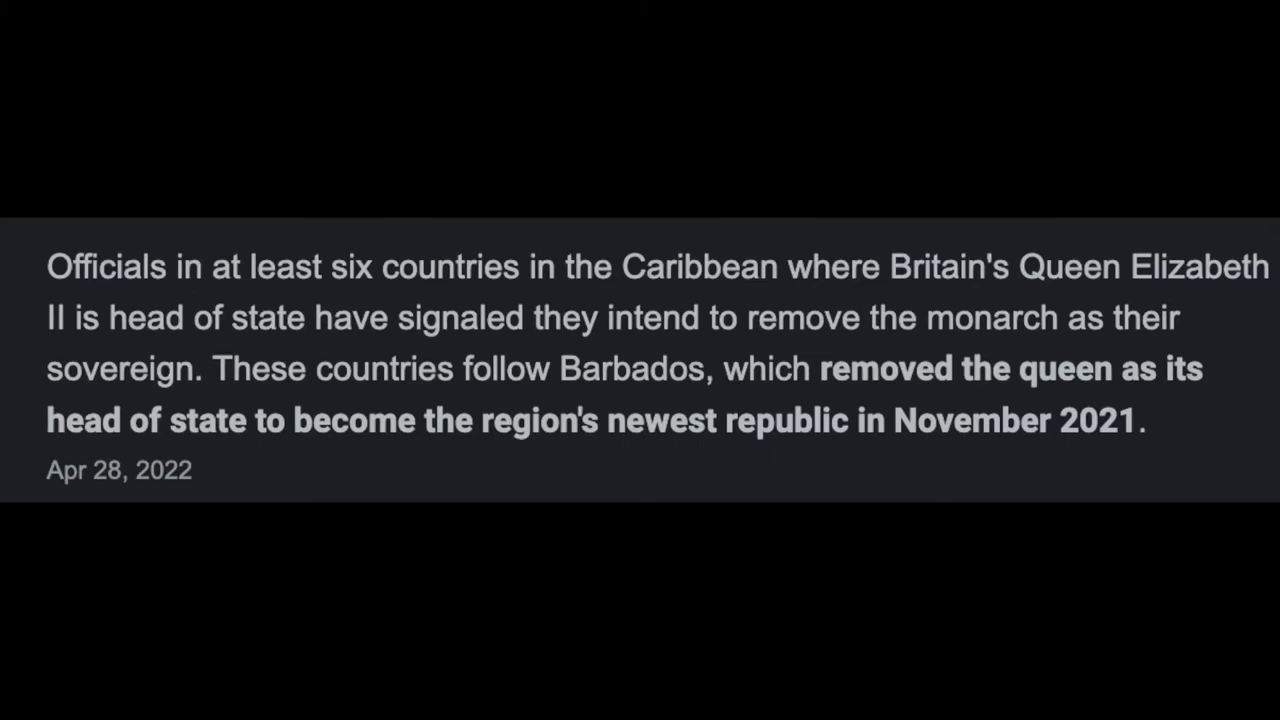 Officials in at least six countries in the Caribbean where Britain's Queen Elizabeth
II is head of state have signaled they intend to remove the monarch as their
sovereign. These countries follow Barbados, which removed the queen as its
head of state to become the region's newest republic in November 2021.
Apr 28, 2022